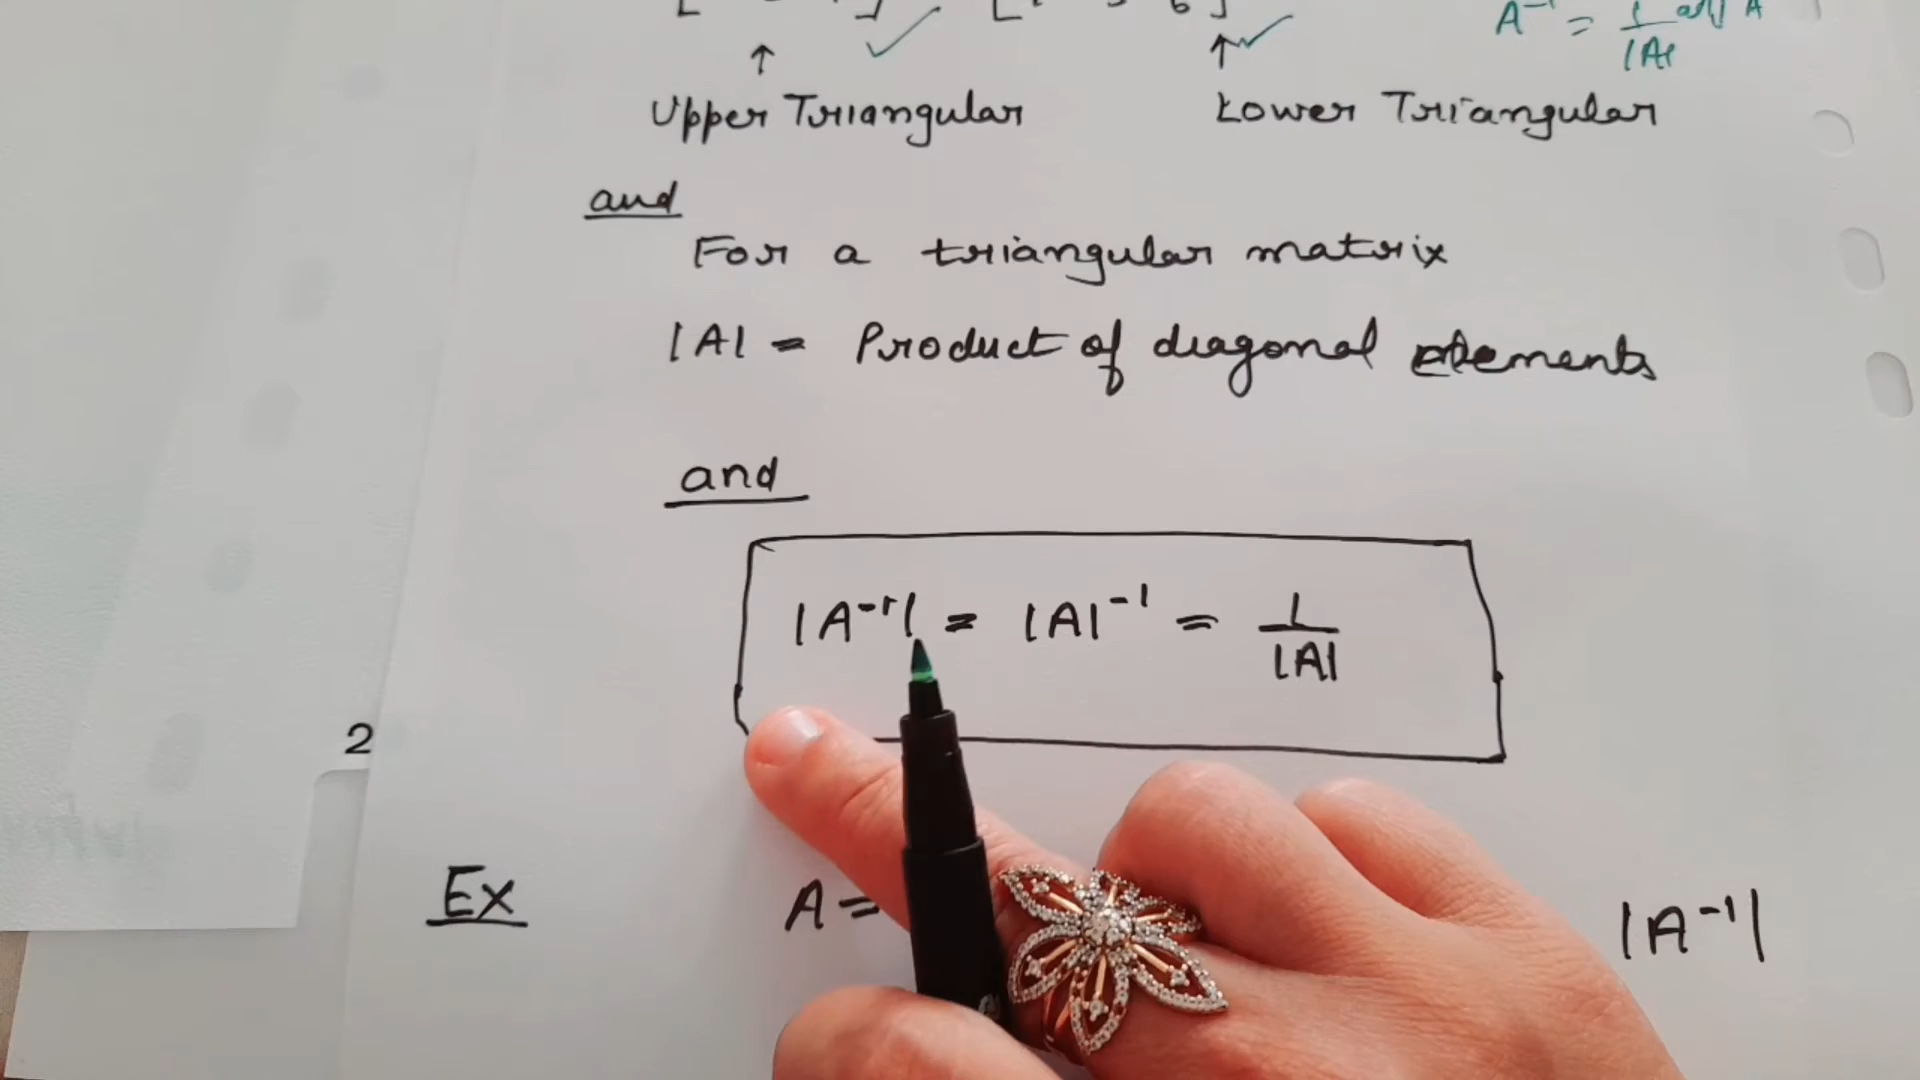 A⁻¹ = 1/|A| adj A
Upper Triangular
Lower Triangular
and
For a triangular matrix
|A| = Product of diagonal elements
and
|A⁻¹| = |A|⁻¹ = 1/|A|
2
Ex A = |A⁻¹|